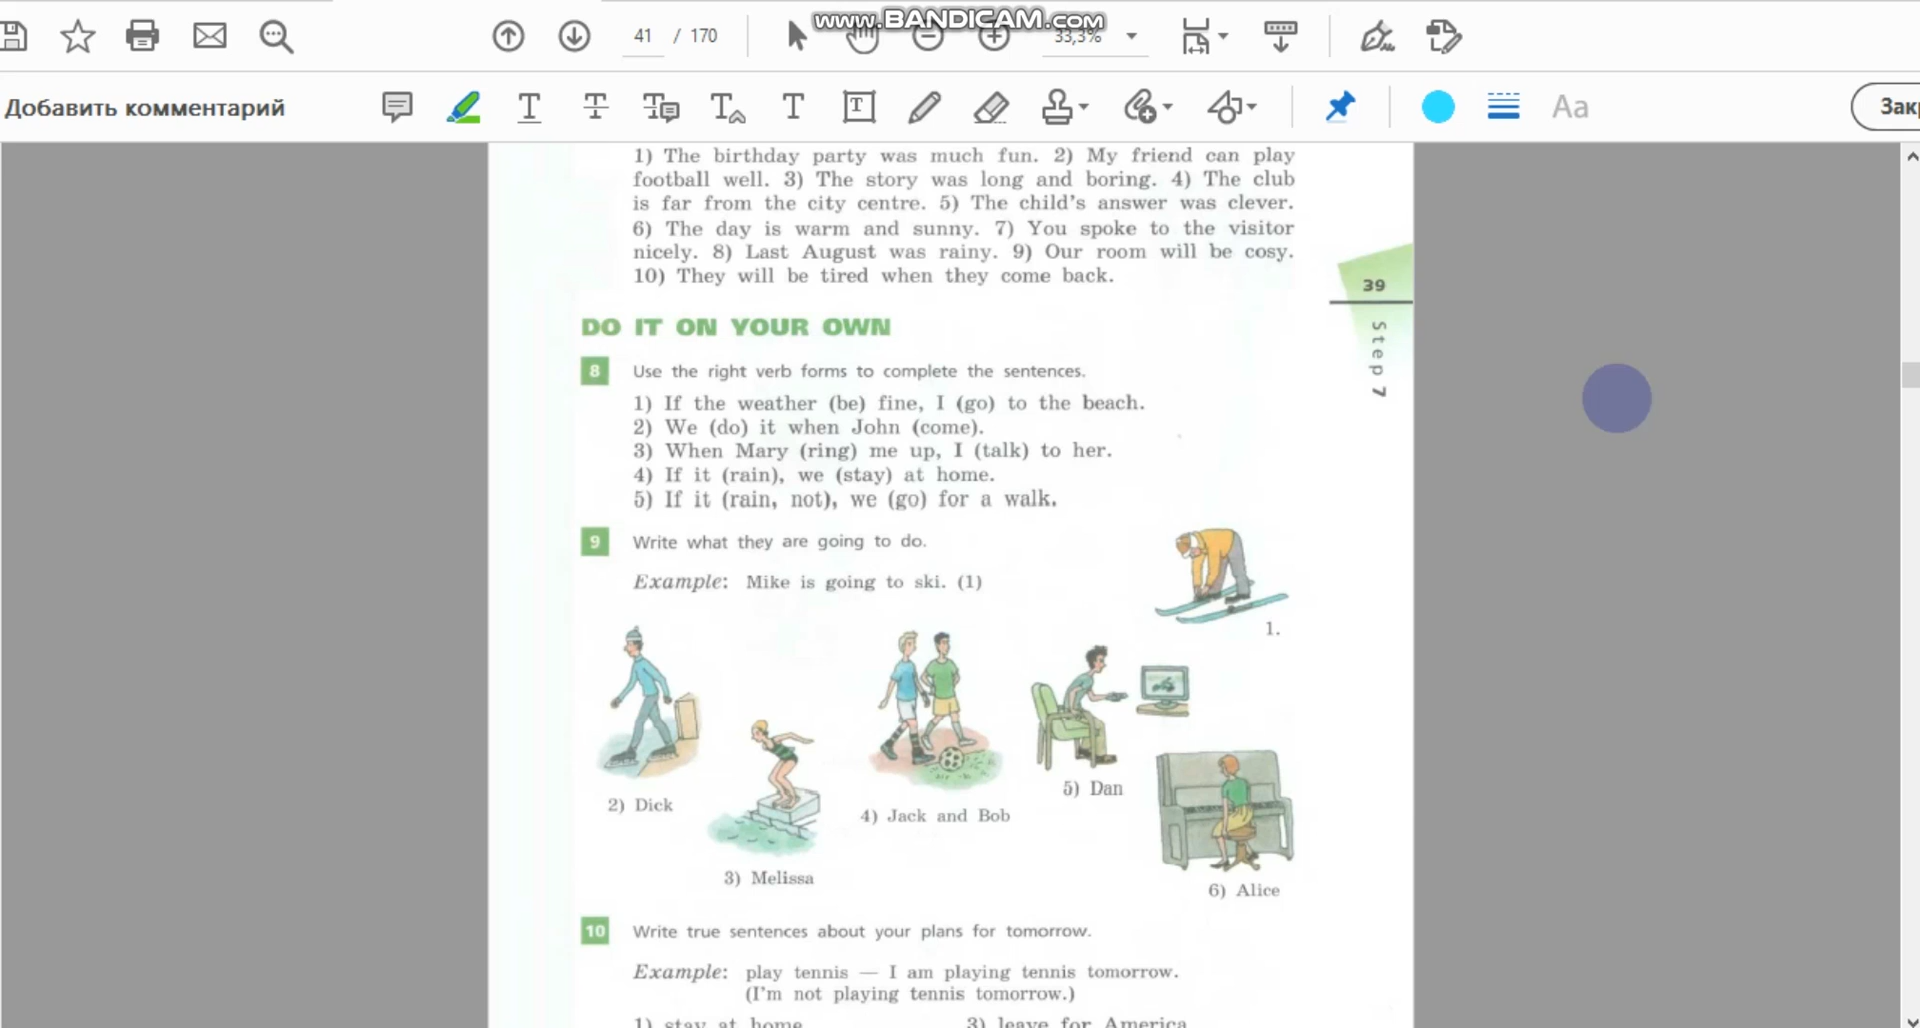 www.BANDICAM.com
41 / 170
33,3%
Добавить комментарий
Aa
1) The birthday party was much fun. 2) My friend can play
football well. 3) The story was long and boring. 4) The club
is far from the city centre. 5) The child's answer was clever.
6) The day is warm and sunny. 7) You spoke to the visitor
nicely. 8) Last August was rainy. 9) Our room will be cosy.
10) They will be tired when they come back.
39
Step 7
DO IT ON YOUR OWN
8 Use the right verb forms to complete the sentences.
1) If the weather (be) fine, I (go) to the beach.
2) We (do) it when John (come).
3) When Mary (ring) me up, I (talk) to her.
4) If it (rain), we (stay) at home.
5) If it (rain, not), we (go) for a walk.
9 Write what they are going to do.
Example: Mike is going to ski. (1)
1.
2) Dick
3) Melissa
4) Jack and Bob
5) Dan
6) Alice
10 Write true sentences about your plans for tomorrow.
Example: play tennis — I am playing tennis tomorrow.
(I'm not playing tennis tomorrow.)
1) stay at home 3) leave for America